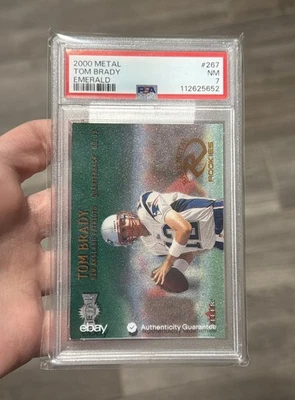 2000 METAL #267
TOM BRADY NM
EMERALD PSA 7
112625652
ROOKIES
TOM BRADY
ebay Authenticity Guarantee